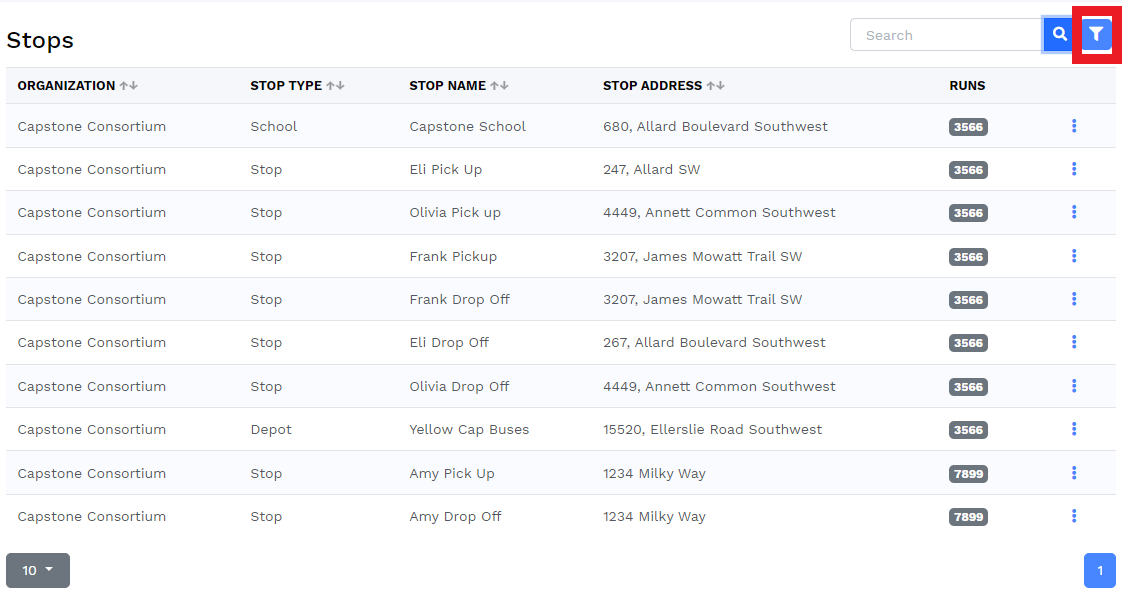 Stops
Search
ORGANIZATION STOP TYPE STOP NAME STOP ADDRESS RUNS
Capstone Consortium School Capstone School 680, Allard Boulevard Southwest 3566
Capstone Consortium Stop Eli Pick Up 247, Allard SW 3566
Capstone Consortium Stop Olivia Pick up 4449, Annett Common Southwest 3566
Capstone Consortium Stop Frank Pickup 3207, James Mowatt Trail SW 3566
Capstone Consortium Stop Frank Drop Off 3207, James Mowatt Trail SW 3566
Capstone Consortium Stop Eli Drop Off 267, Allard Boulevard Southwest 3566
Capstone Consortium Stop Olivia Drop Off 4449, Annett Common Southwest 3566
Capstone Consortium Depot Yellow Cap Buses 15520, Ellerslie Road Southwest 3566
Capstone Consortium Stop Amy Pick Up 1234 Milky Way 7899
Capstone Consortium Stop Amy Drop Off 1234 Milky Way 7899
10 1